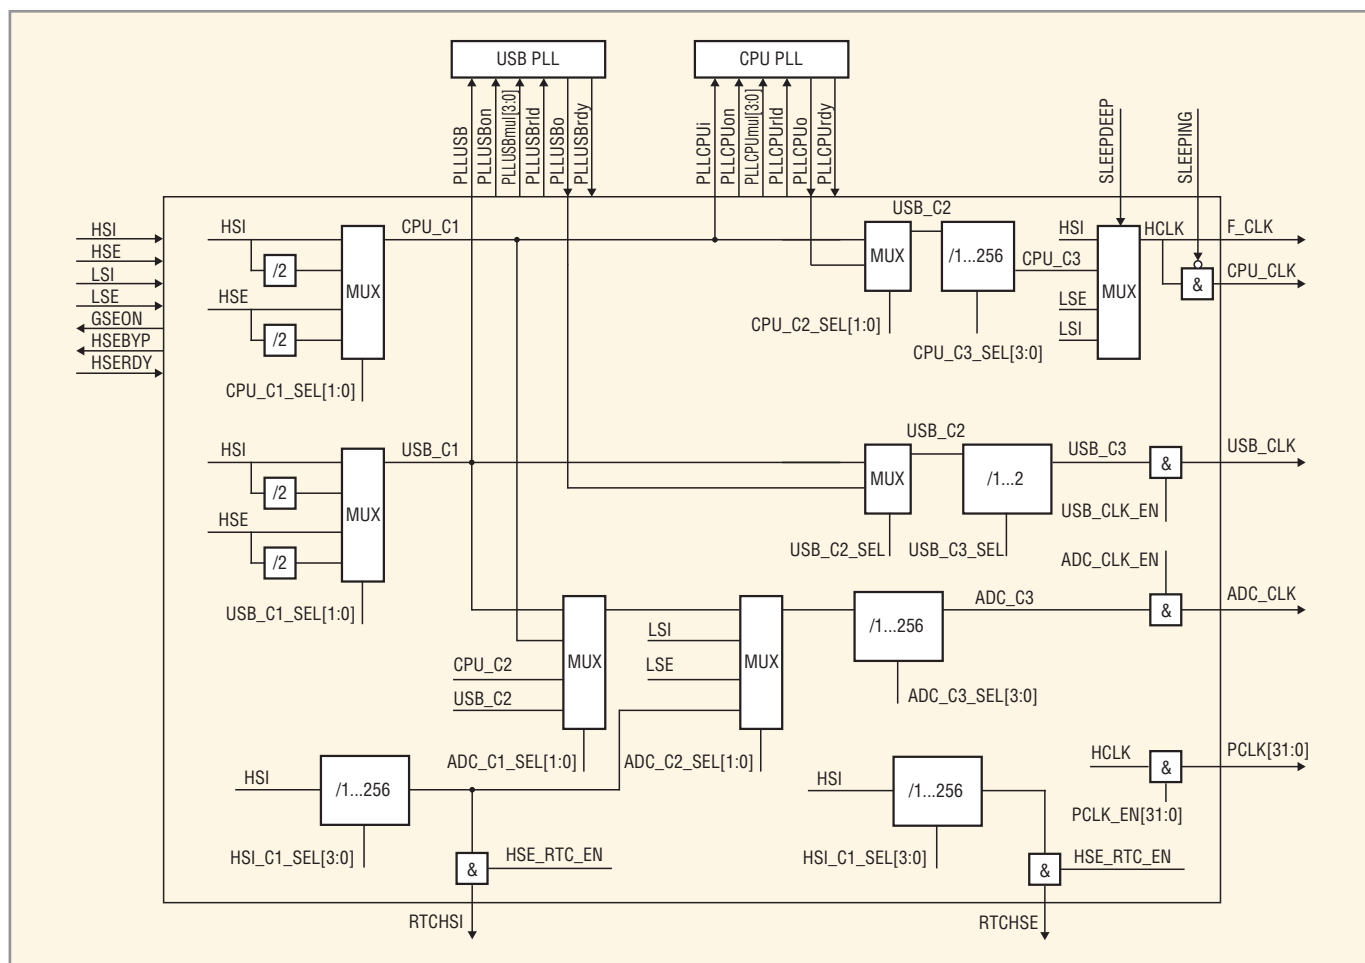 USB PLL
CPU PLL
PLLUSB
PLLUSBon
PLLUSBmul[3:0]
PLLUSBrld
PLLUSBo
PLLUSBrdy
PLLCPUi
PLLCPUon
PLLCPUmul[3:0]
PLLCPUrld
PLLCPUo
PLLCPUrdy
SLEEPDEEP
SLEEPING
HSI
HSE
LSI
LSE
GSEON
HSEBYP
HSERDY
HSI
/2
HSE
/2
MUX
CPU_C1
CPU_C1_SEL[1:0]
MUX
USB_C2
CPU_C2_SEL[1:0]
/1...256
CPU_C3
CPU_C3_SEL[3:0]
HSI
LSE
LSI
MUX
HCLK
&
F_CLK
CPU_CLK
HSI
/2
HSE
/2
MUX
USB_C1
USB_C1_SEL[1:0]
MUX
USB_C2
USB_C2_SEL
/1...2
USB_C3
USB_C3_SEL
&
USB_CLK
USB_CLK_EN
CPU_C2
USB_C2
MUX
ADC_C1_SEL[1:0]
LSI
LSE
MUX
ADC_C2_SEL[1:0]
/1...256
ADC_C3
ADC_C3_SEL[3:0]
ADC_CLK_EN
&
ADC_CLK
HSI
/1...256
HSI_C1_SEL[3:0]
&
HSE_RTC_EN
RTCHSI
HSI
/1...256
HSI_C1_SEL[3:0]
&
HSE_RTC_EN
RTCHSE
HCLK
&
PCLK[31:0]
PCLK_EN[31:0]